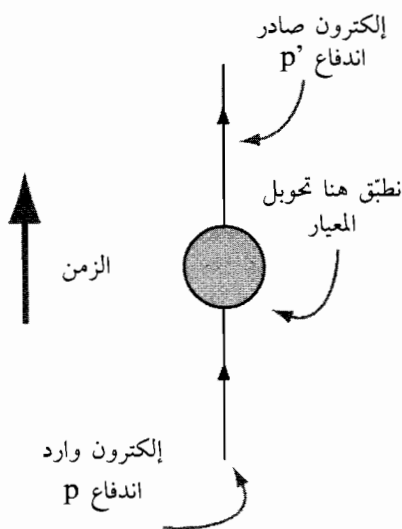 إلكترون صادر
اندفاع p’
نطبّق هنا تحويل
المعيار
الزمن
إلكترون وارد
اندفاع p